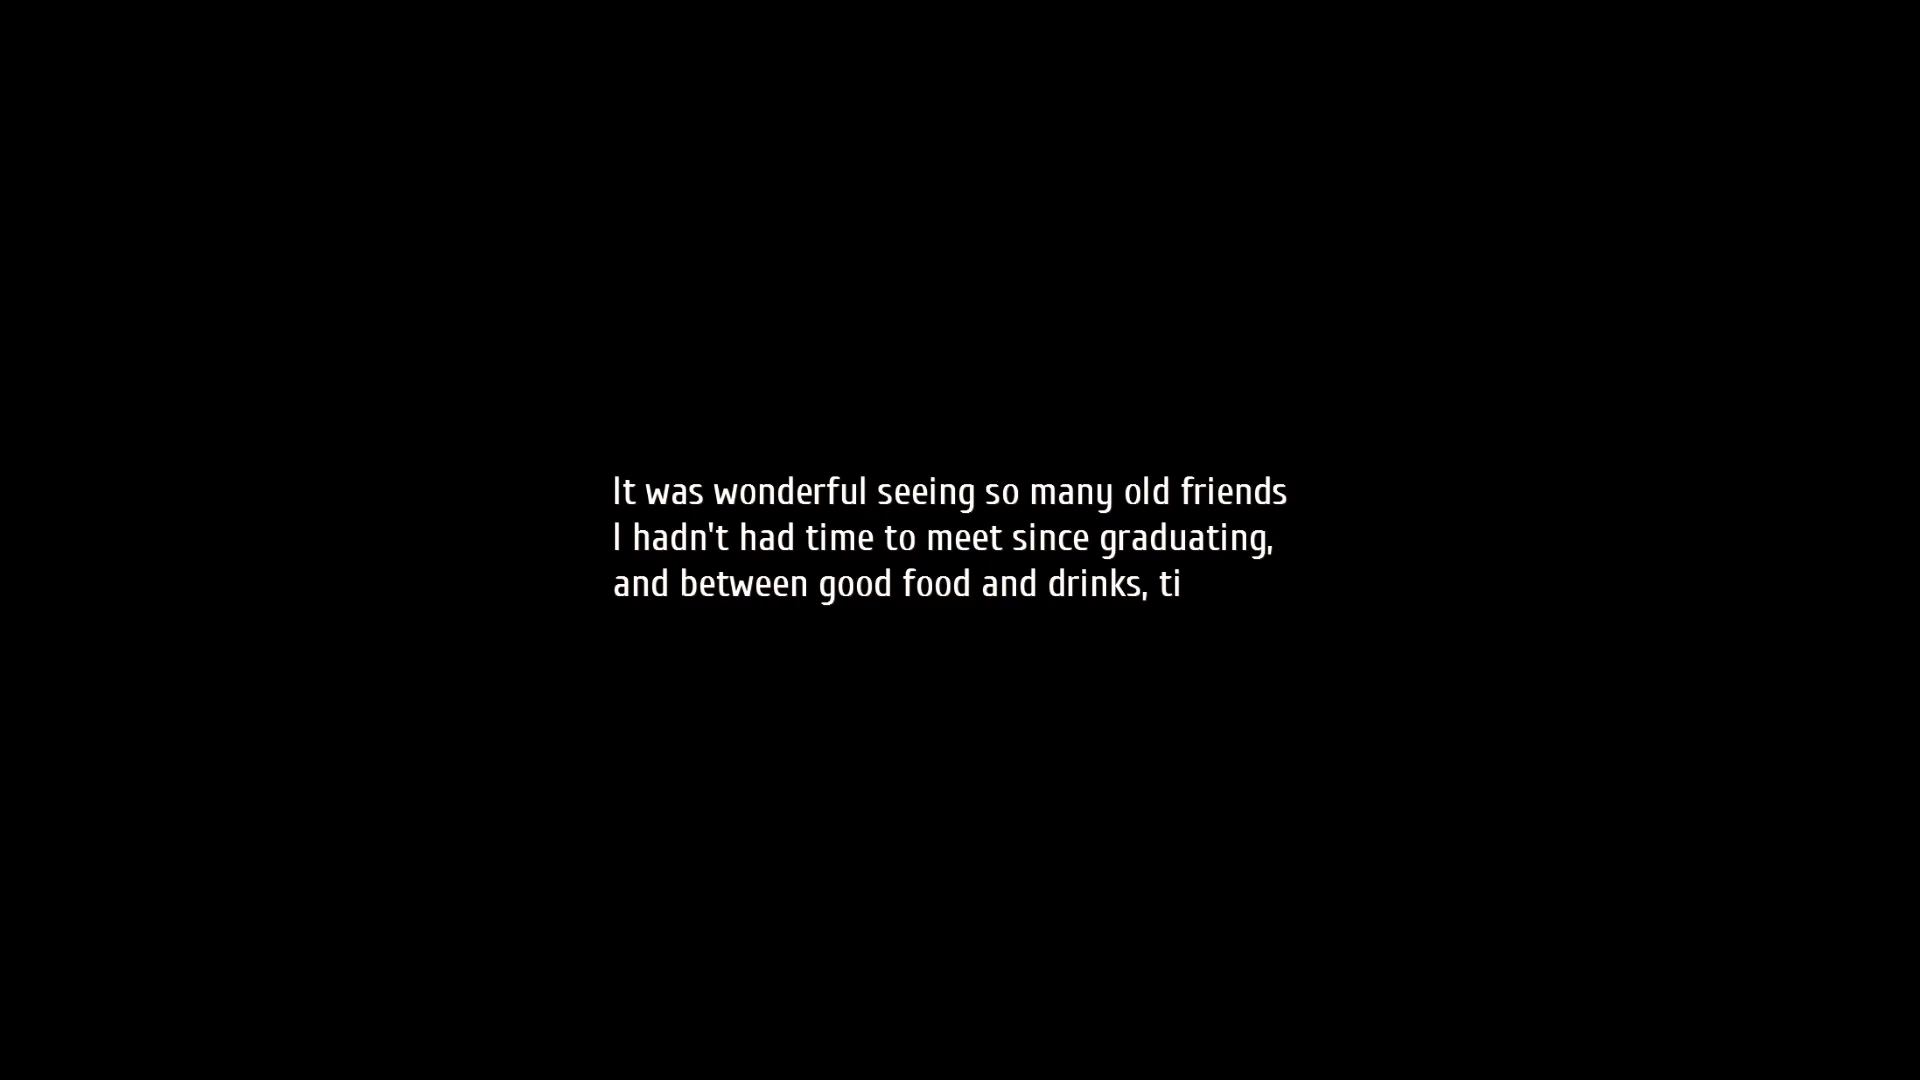 It was wonderful seeing so many old friends
I hadn't had time to meet since graduating,
and between good food and drinks, ti